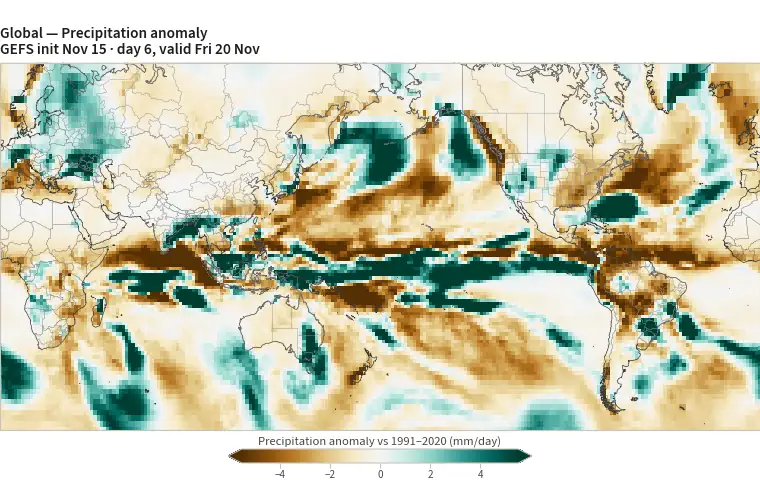 Global — Precipitation anomaly
GEFS init Nov 15 · day 6, valid Fri 20 Nov
Precipitation anomaly vs 1991–2020 (mm/day)
−4 −2 0 2 4